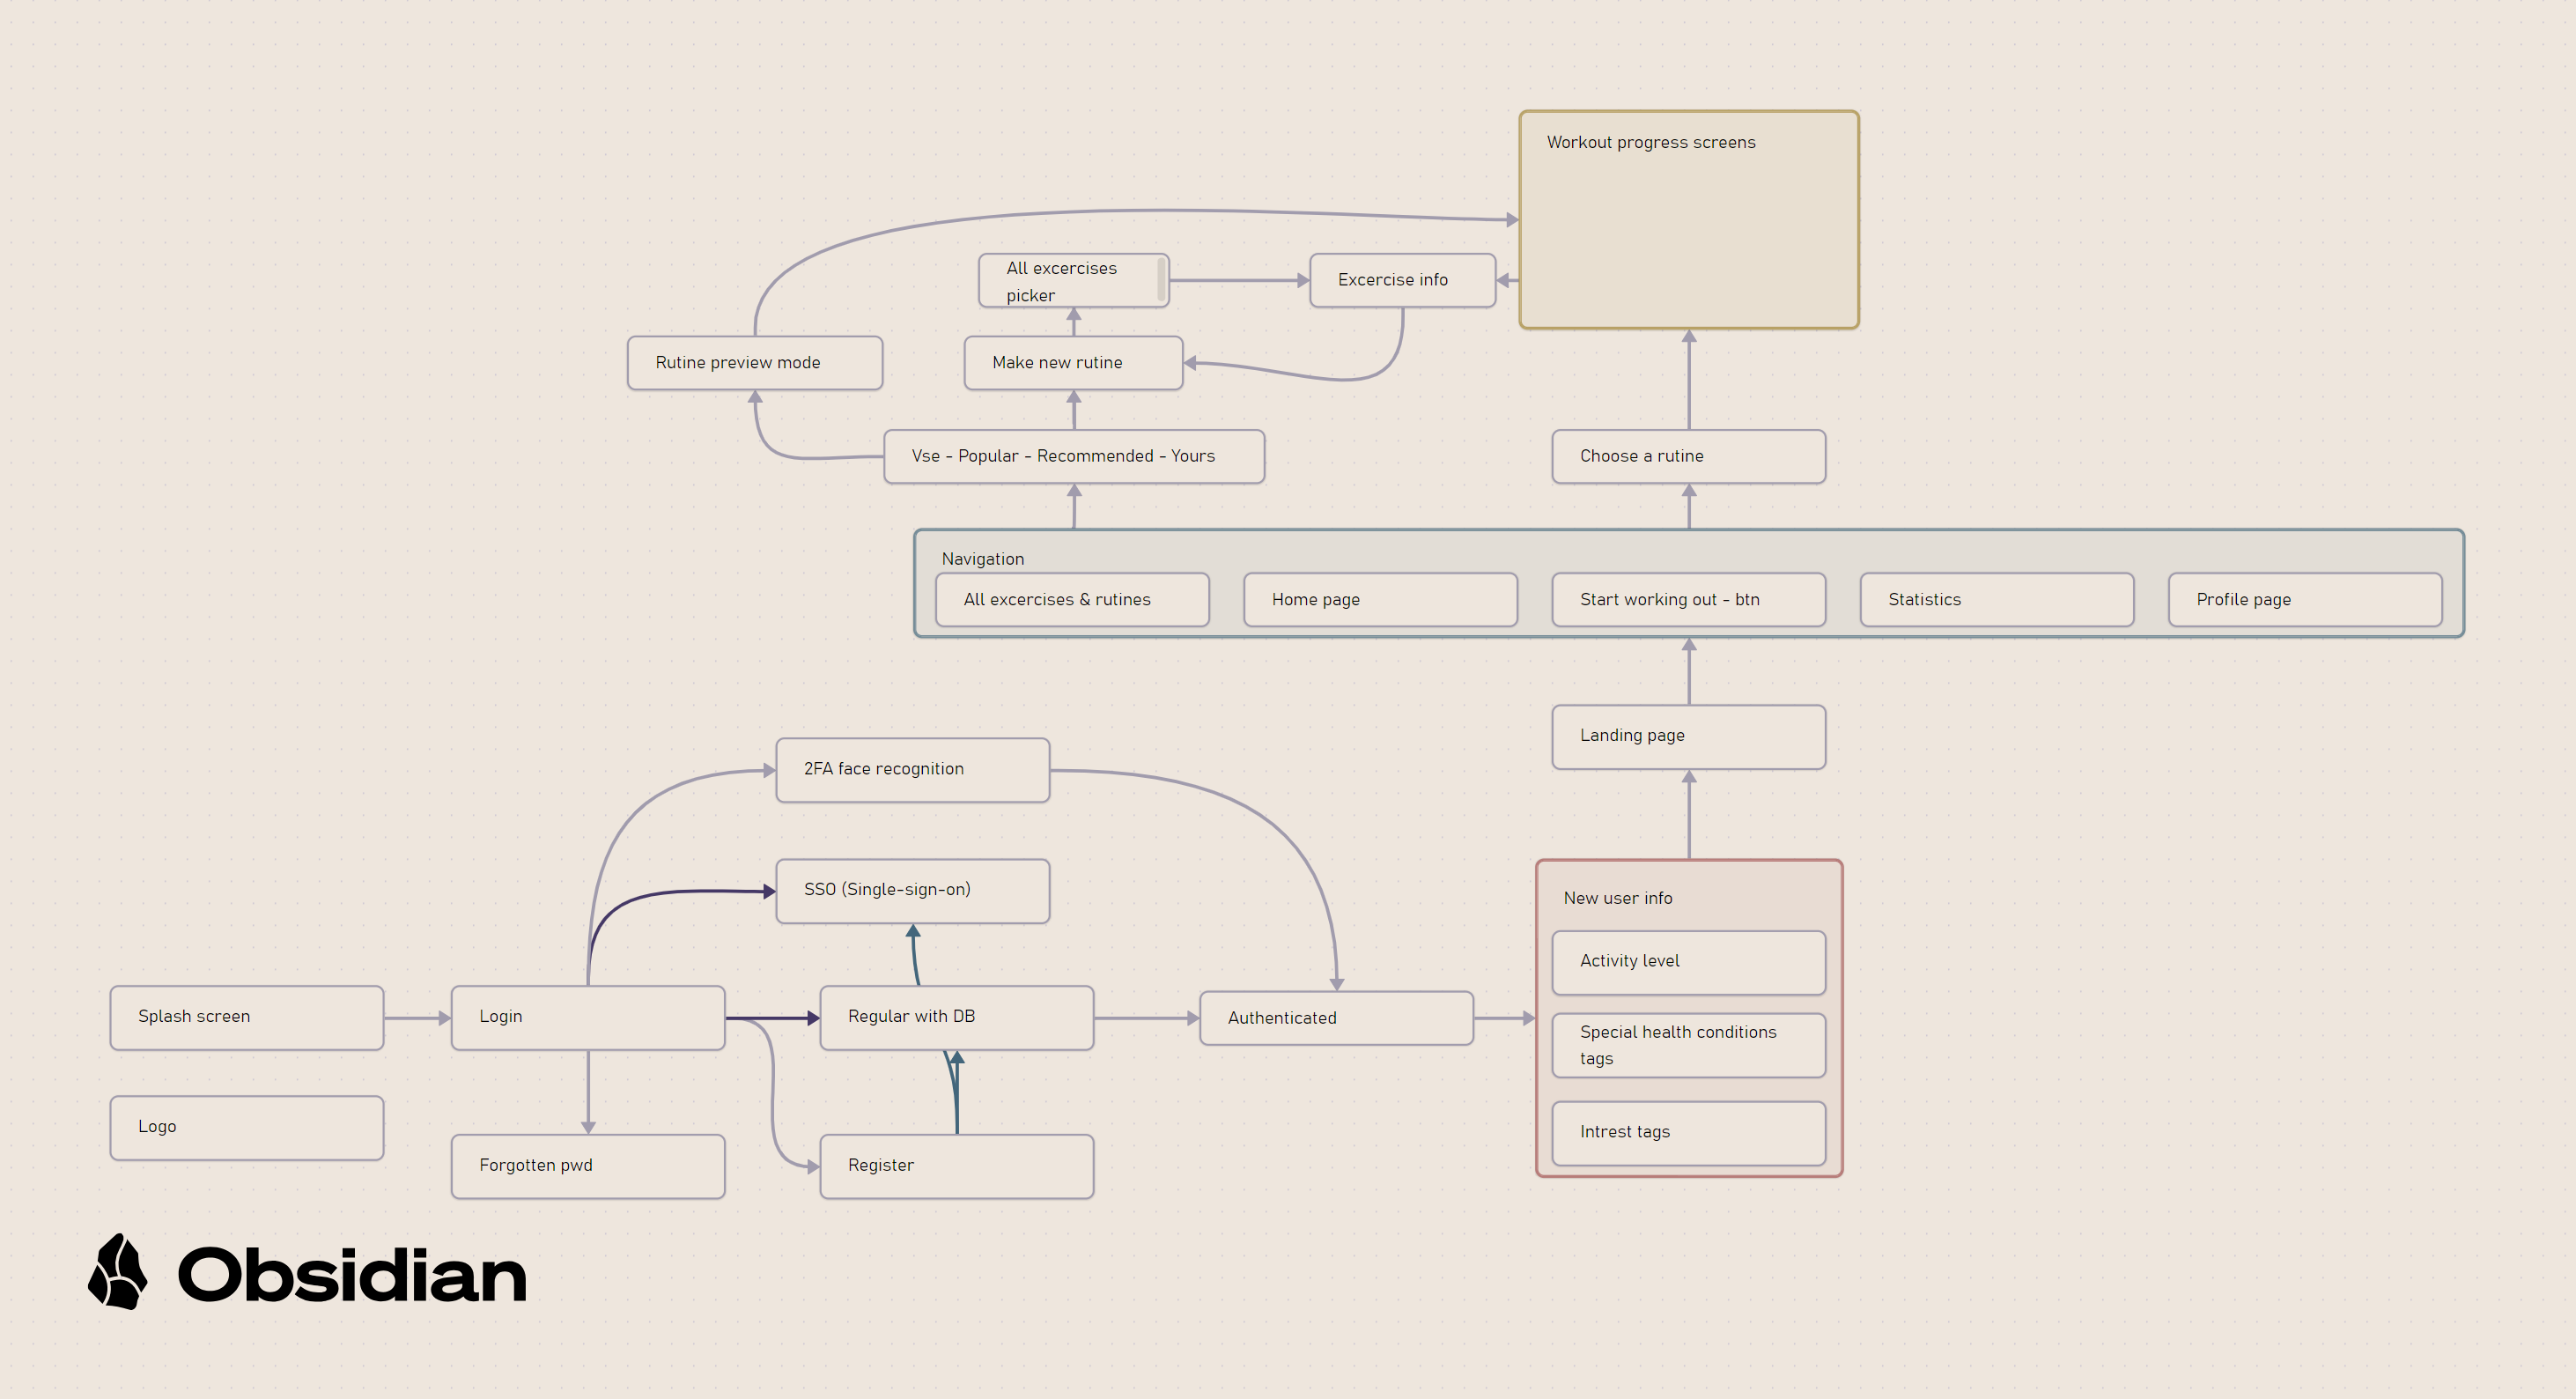 Workout progress screens
All excercises
picker
Excercise info
Rutine preview mode
Make new rutine
Vse - Popular - Recommended - Yours
Choose a rutine
Navigation
All excercises & rutines
Home page
Start working out - btn
Statistics
Profile page
Landing page
2FA face recognition
SSO (Single-sign-on)
New user info
Activity level
Special health conditions
tags
Intrest tags
Splash screen
Login
Regular with DB
Authenticated
Logo
Forgotten pwd
Register
Obsidian